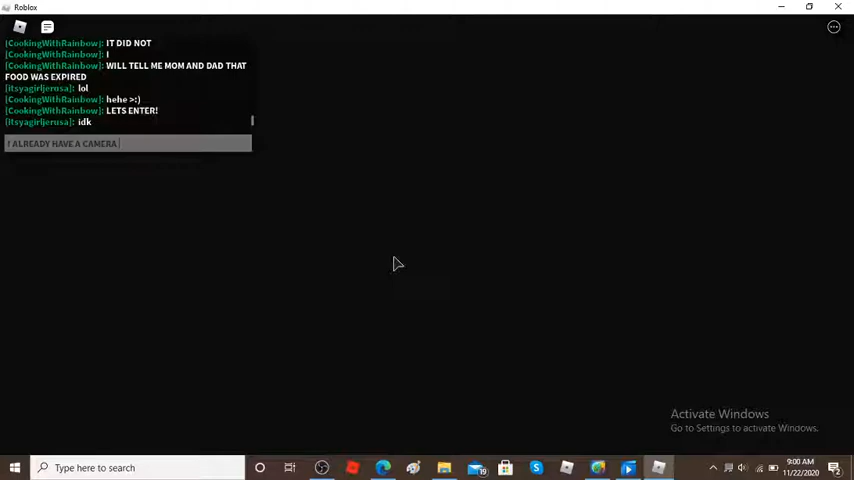 Roblox
[CookingWithRainbow]: IT DID NOT
[CookingWithRainbow]: I
[CookingWithRainbow]: WILL TELL ME MOM AND DAD THAT
FOOD WAS EXPIRED
[itsyagirljerusa]: lol
[CookingWithRainbow]: hehe >:)
[CookingWithRainbow]: LETS ENTER!
[itsyagirljerusa]: idk
I ALREADY HAVE A CAMERA
Activate Windows
Go to Settings to activate Windows.
Type here to search
19
9:00 AM
11/22/2020
2